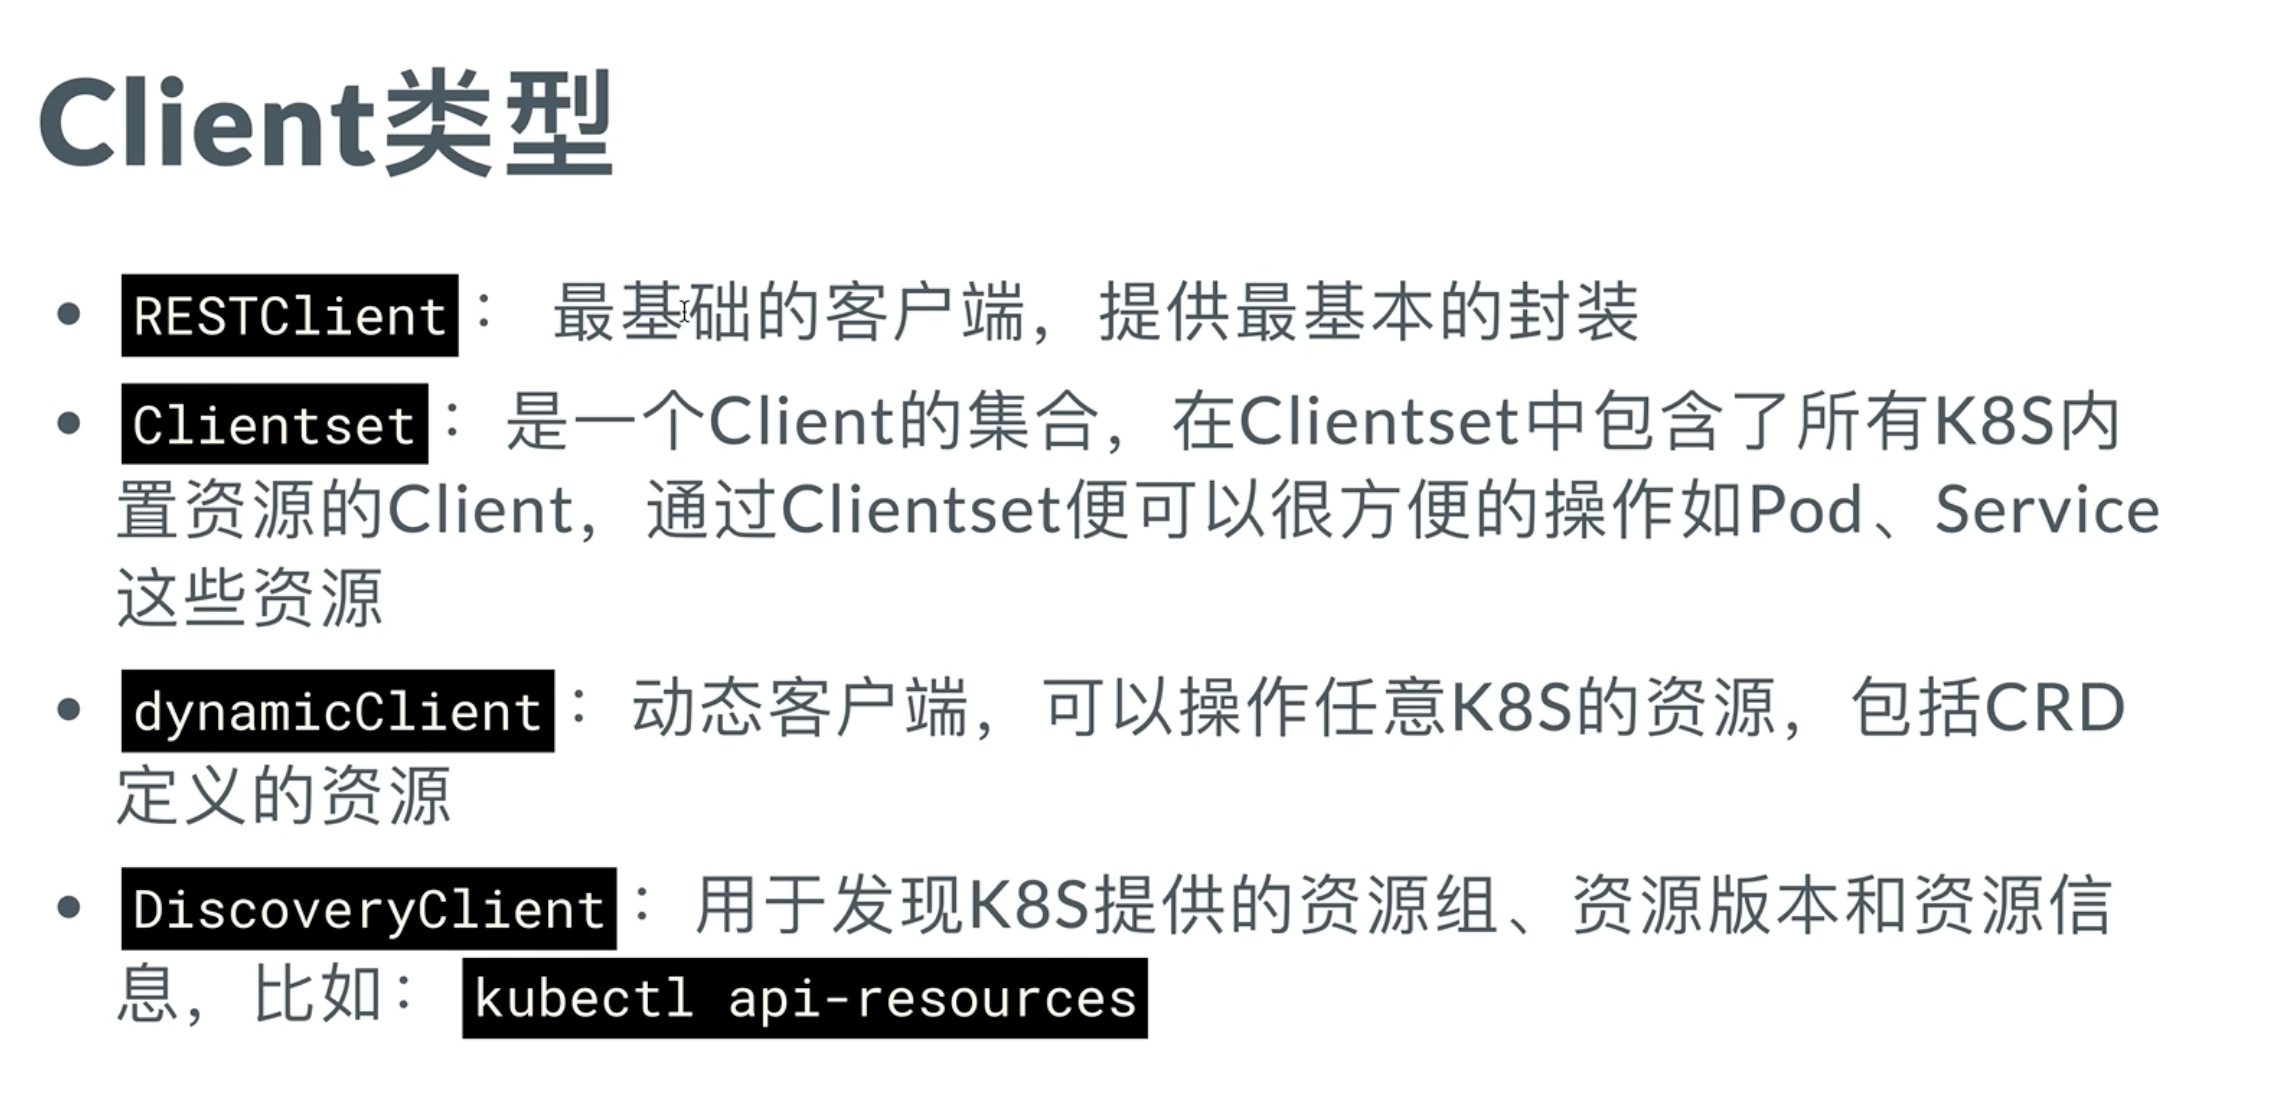 Client类型
RESTClient： 最基础的客户端，提供最基本的封装
Clientset：是一个Client的集合，在Clientset中包含了所有K8S内
置资源的Client，通过Clientset便可以很方便的操作如Pod、Service
这些资源
dynamicClient：动态客户端，可以操作任意K8S的资源，包括CRD
定义的资源
DiscoveryClient：用于发现K8S提供的资源组、资源版本和资源信
息，比如： kubectl api-resources